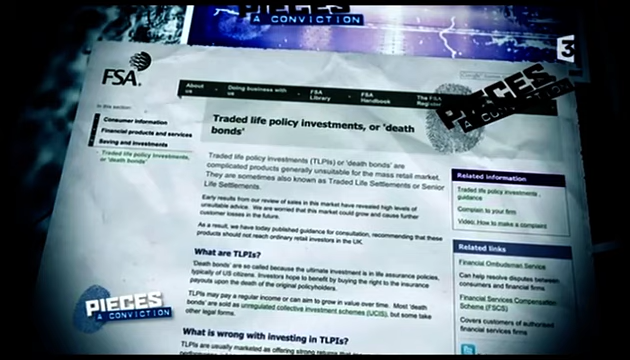 PIECES
A CONVICTION
3
FSA
About us
Doing business with us
FSA Library
FSA Handbook
The FSA Register
PIECES
A CONVICTION
In this section:
Consumer information
Financial products and services
Saving and investments
Traded life policy investments, or 'death bonds'
Traded life policy investments, or 'death
bonds'
Traded life policy investments (TLPIs) or 'death bonds' are
complicated products generally unsuitable for the mass retail market.
They are sometimes also known as Traded Life Settlements or Senior
Life Settlements.
Early results from our review of sales in this market have revealed high levels of
unsuitable advice. We are worried that this market could grow and cause further
customer losses in the future.
As a result, we have today published guidance for consultation, recommending that these
products should not reach ordinary retail investors in the UK.
What are TLPIs?
'Death bonds' are so called because the ultimate investment is in life assurance policies,
typically of US citizens. Investors hope to benefit by buying the right to the insurance
payouts upon the death of the original policyholders.
TLPIs may pay a regular income or can aim to grow in value over time. Most 'death
bonds' are sold as unregulated collective investment schemes (UCIS), but some take
other legal forms.
What is wrong with investing in TLPIs?
TLPIs are usually marketed as offering strong returns that
Related information
Traded life policy investments
guidance
Complain to your firm
Video: How to make a complaint
Related links
Financial Ombudsman Service
Can help resolve disputes between
consumers and financial firms
Financial Services Compensation
Scheme (FSCS)
Covers customers of authorised
financial services firms
PIECES
A CONVICTION